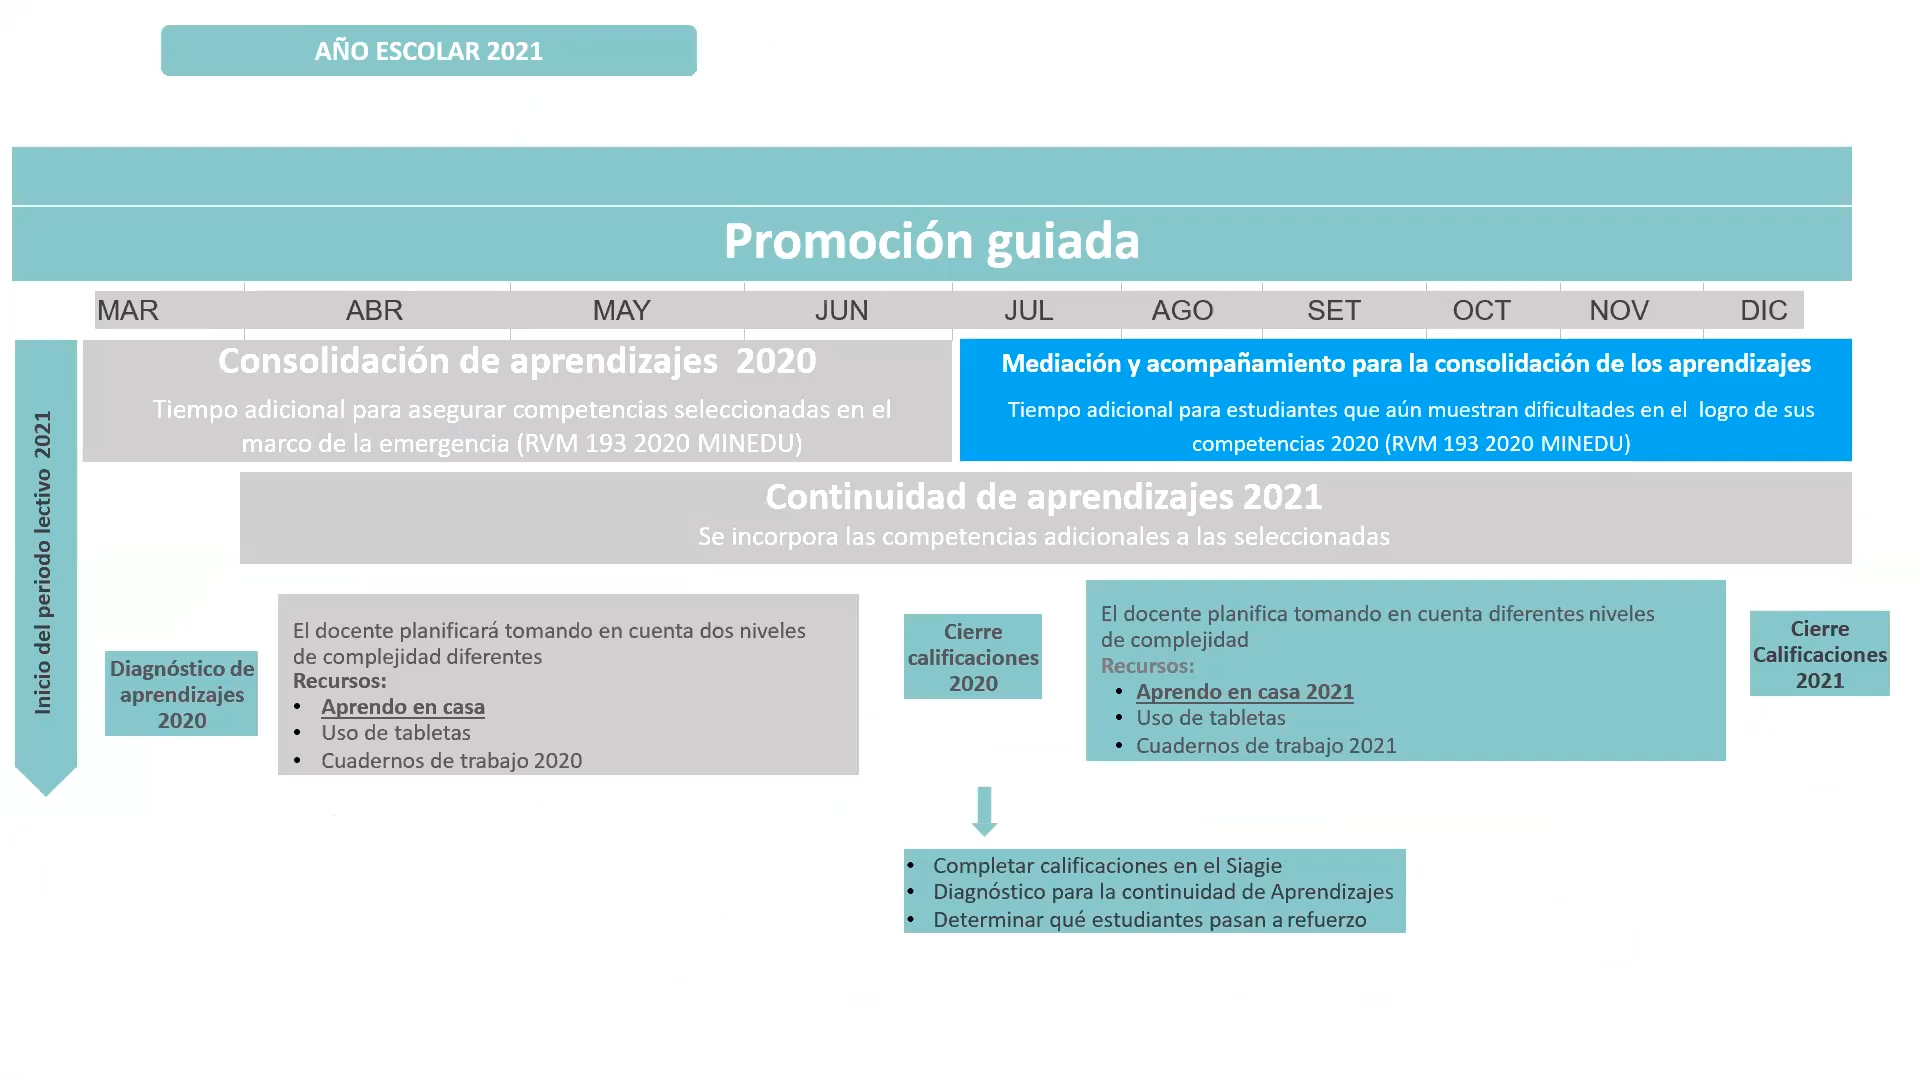 AÑO ESCOLAR 2021
Promoción guiada
MAR ABR MAY JUN JUL AGO SET OCT NOV DIC
Inicio del periodo lectivo 2021
Consolidación de aprendizajes 2020
Tiempo adicional para asegurar competencias seleccionadas en el
marco de la emergencia (RVM 193 2020 MINEDU)
Mediación y acompañamiento para la consolidación de los aprendizajes
Tiempo adicional para estudiantes que aún muestran dificultades en el logro de sus
competencias 2020 (RVM 193 2020 MINEDU)
Continuidad de aprendizajes 2021
Se incorpora las competencias adicionales a las seleccionadas
Diagnóstico de
aprendizajes
2020
El docente planificará tomando en cuenta dos niveles
de complejidad diferentes
Recursos:
• Aprendo en casa
• Uso de tabletas
• Cuadernos de trabajo 2020
Cierre
calificaciones
2020
El docente planifica tomando en cuenta diferentes niveles
de complejidad
Recursos:
• Aprendo en casa 2021
• Uso de tabletas
• Cuadernos de trabajo 2021
Cierre
Calificaciones
2021
• Completar calificaciones en el Siagie
• Diagnóstico para la continuidad de Aprendizajes
• Determinar qué estudiantes pasan a refuerzo